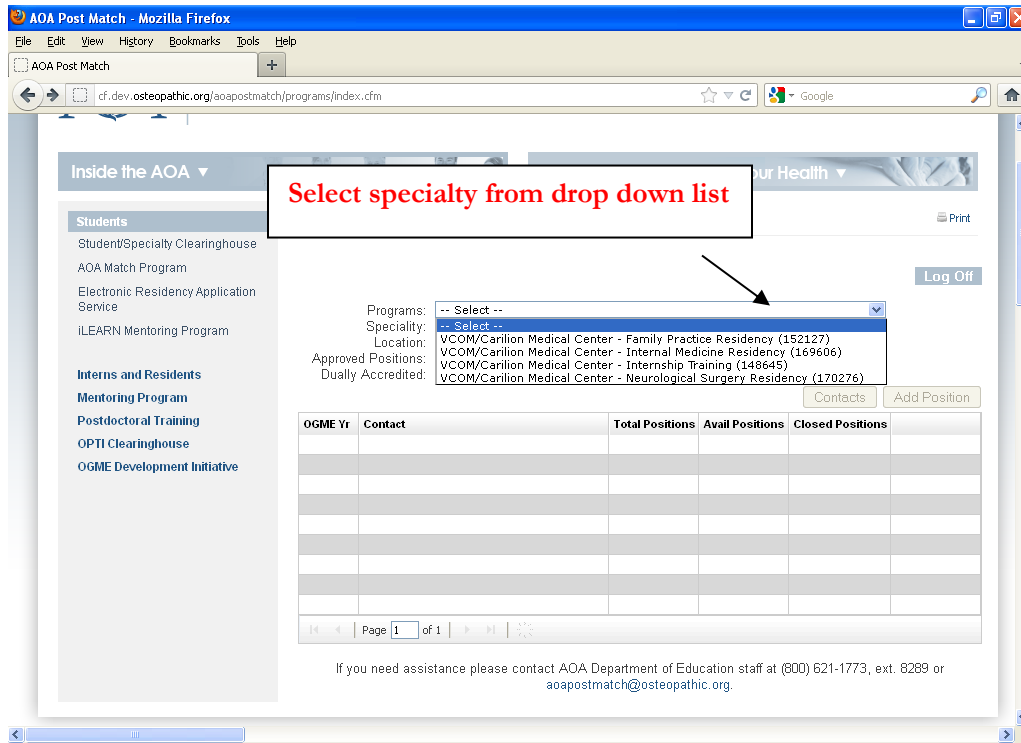 AOA Post Match - Mozilla Firefox
File Edit View History Bookmarks Tools Help
AOA Post Match
cf.dev.osteopathic.org/aoapostmatch/programs/index.cfm
Google
Inside the AOA
our Health
Select specialty from drop down list
Students
Print
Student/Specialty Clearinghouse
AOA Match Program
Electronic Residency Application
Service
iLEARN Mentoring Program
Interns and Residents
Mentoring Program
Postdoctoral Training
OPTI Clearinghouse
OGME Development Initiative
Log Off
Programs: -- Select --
Speciality: -- Select --
Location: VCOM/Carilion Medical Center - Family Practice Residency (152127)
VCOM/Carilion Medical Center - Internal Medicine Residency (169606)
Approved Positions: VCOM/Carilion Medical Center - Internship Training (148645)
Dually Accredited: VCOM/Carilion Medical Center - Neurological Surgery Residency (170276)
Contacts Add Position
OGME Yr Contact Total Positions Avail Positions Closed Positions
Page 1 of 1
If you need assistance please contact AOA Department of Education staff at (800) 621-1773, ext. 8289 or
aoapostmatch@osteopathic.org.